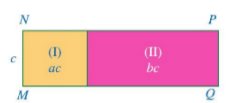 N P
(I) (II)
c ac bc
M Q